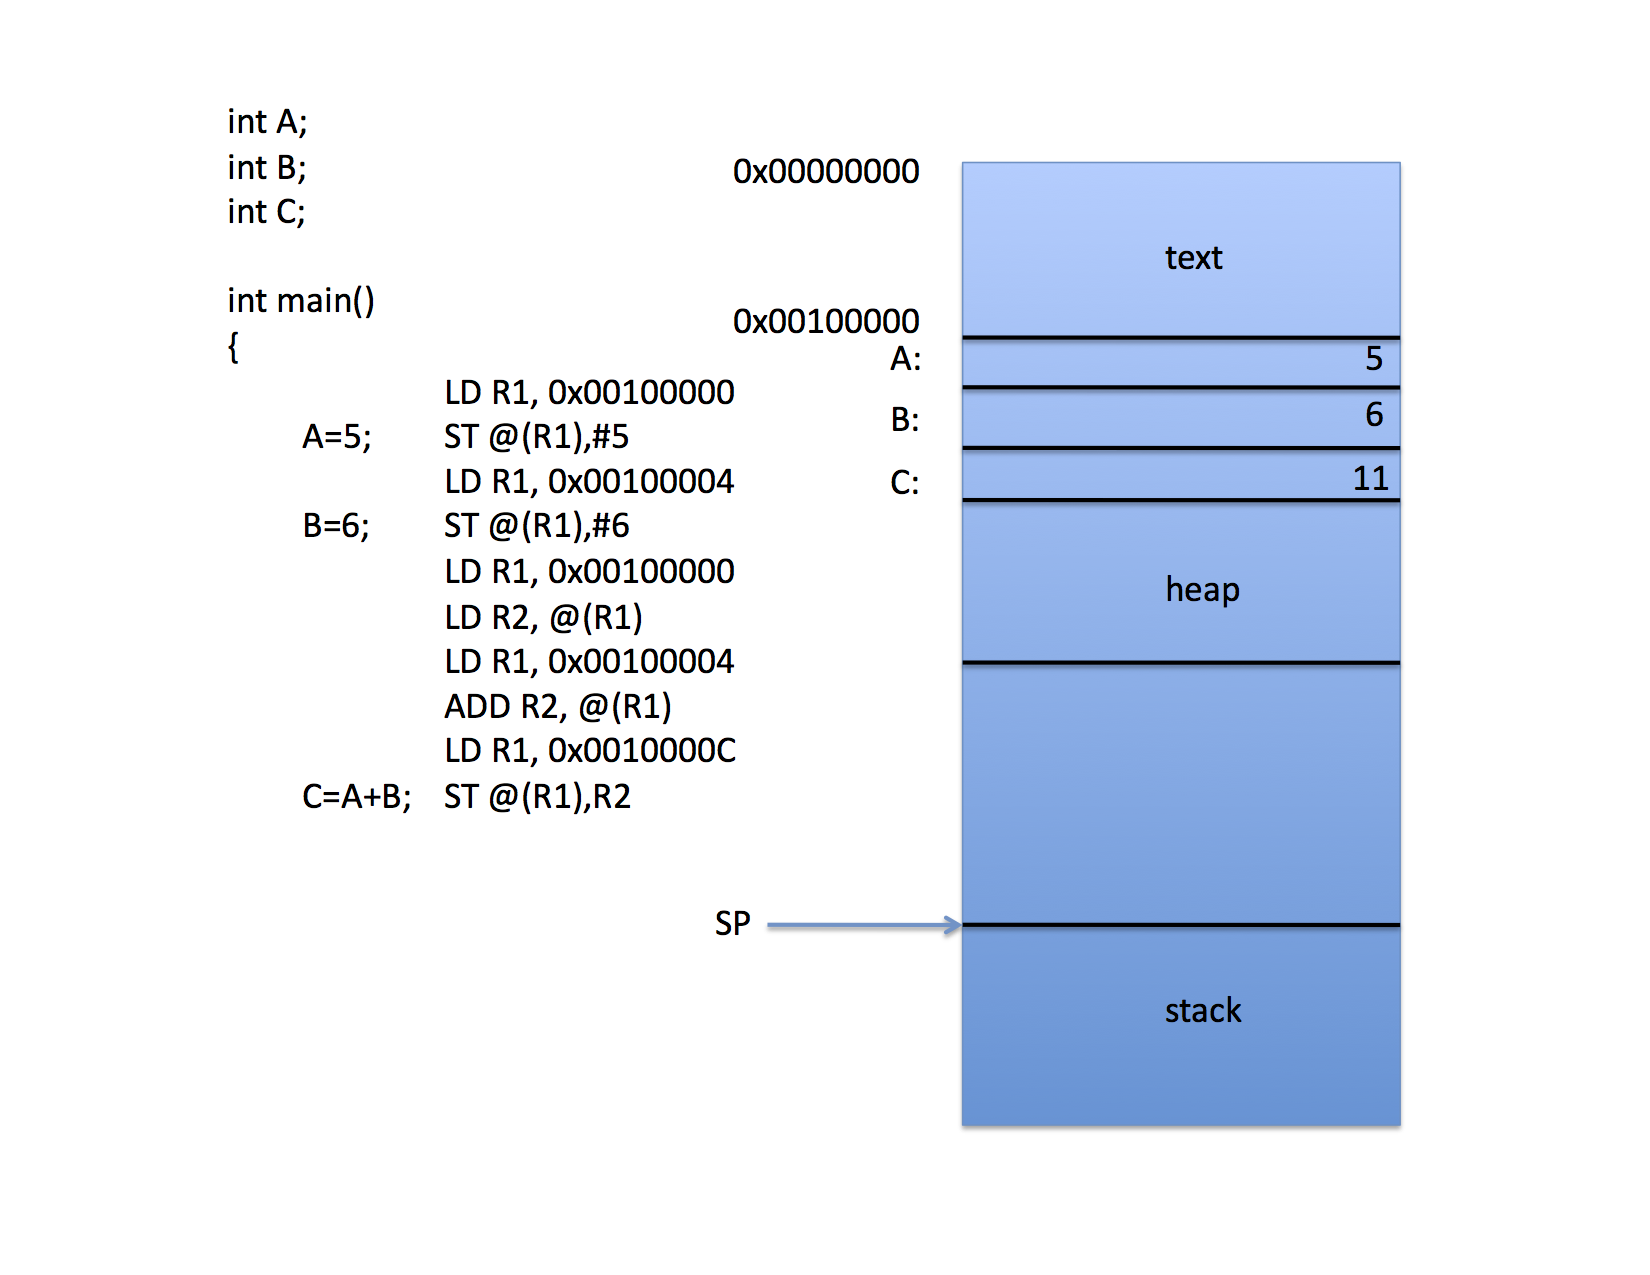 int A;
int B;
int C;
int main()
{
LD R1, 0x00100000
A=5; ST @(R1),#5
LD R1, 0x00100004
B=6; ST @(R1),#6
LD R1, 0x00100000
LD R2, @(R1)
LD R1, 0x00100004
ADD R2, @(R1)
LD R1, 0x0010000C
C=A+B; ST @(R1),R2
0x00000000
text
0x00100000
A: 5
B: 6
C: 11
heap
SP
stack